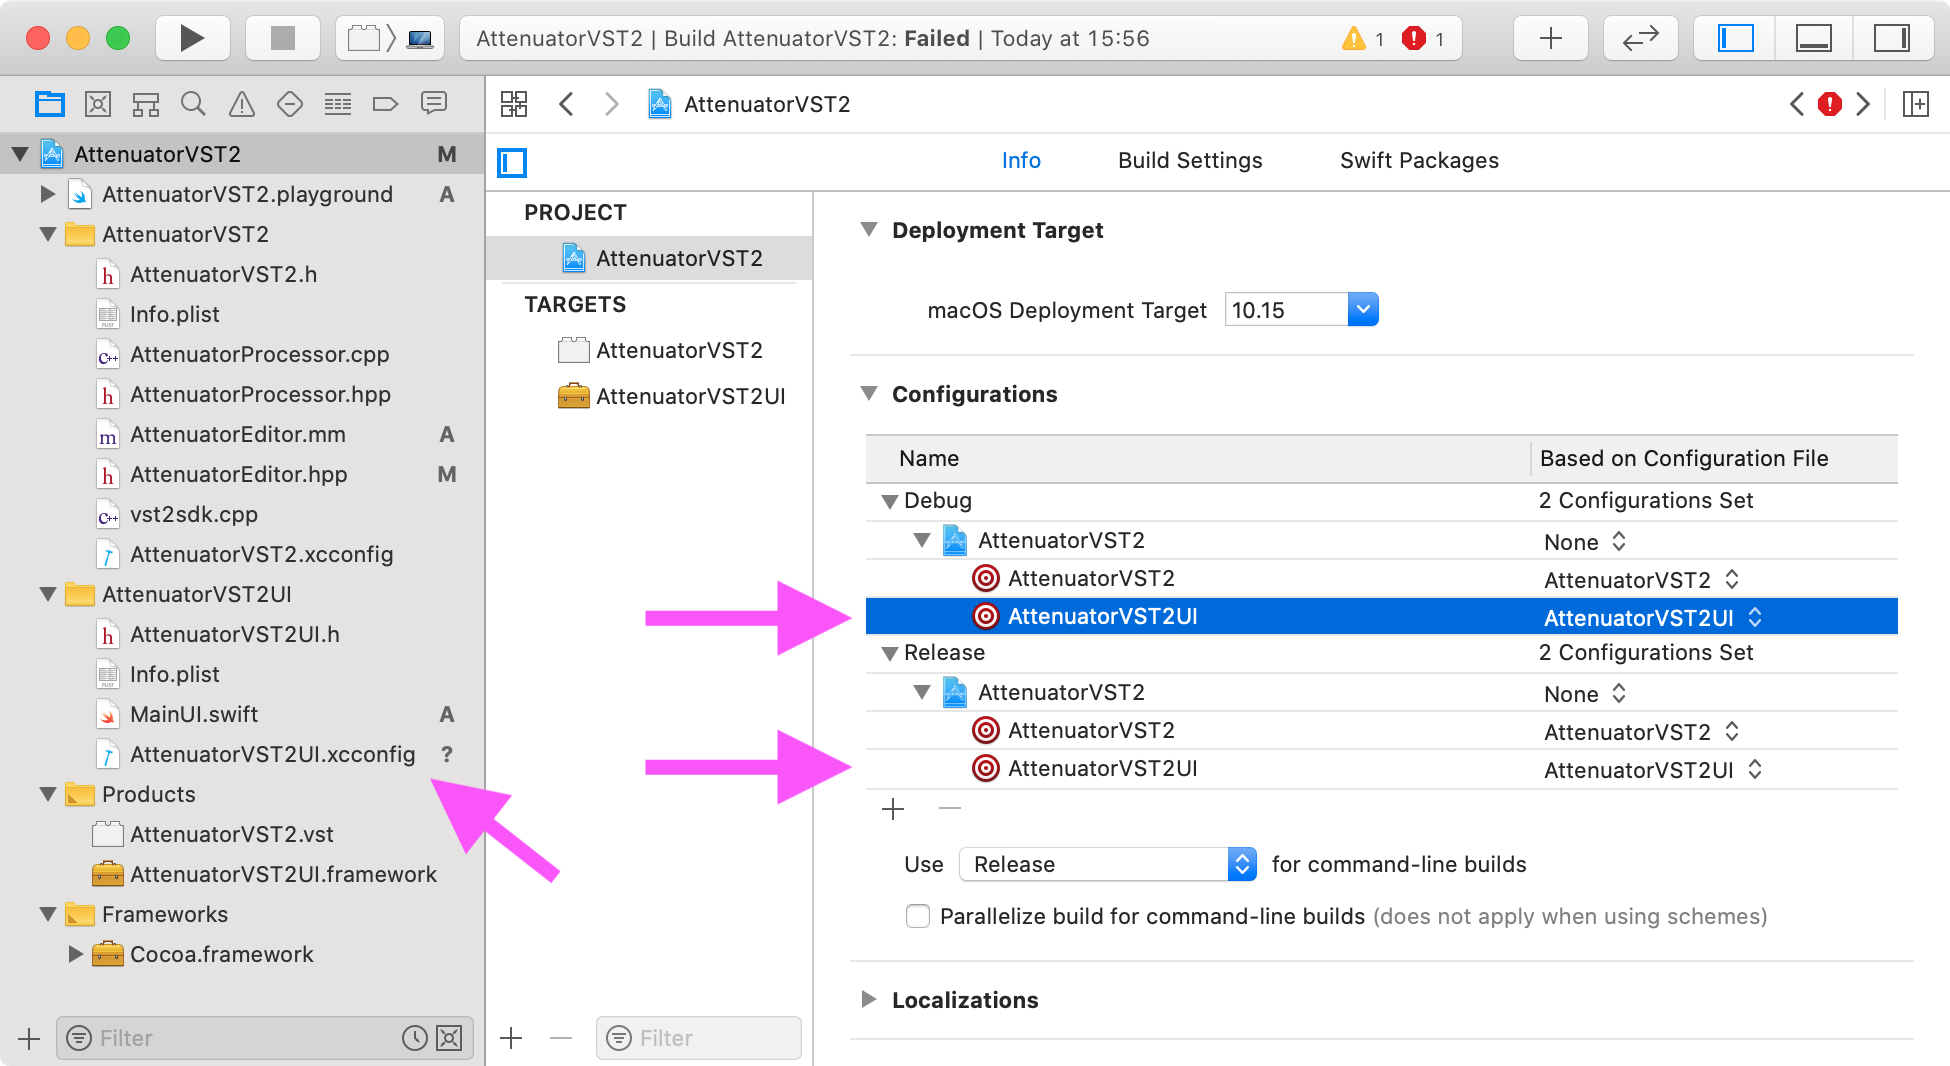 AttenuatorVST2 | Build AttenuatorVST2: Failed | Today at 15:56
1
1
AttenuatorVST2
AttenuatorVST2 M
AttenuatorVST2.playground A
AttenuatorVST2
AttenuatorVST2.h
Info.plist
AttenuatorProcessor.cpp
AttenuatorProcessor.hpp
AttenuatorEditor.mm A
AttenuatorEditor.hpp M
vst2sdk.cpp
AttenuatorVST2.xcconfig
AttenuatorVST2UI
AttenuatorVST2UI.h
Info.plist
MainUI.swift A
AttenuatorVST2UI.xcconfig ?
Products
AttenuatorVST2.vst
AttenuatorVST2UI.framework
Frameworks
Cocoa.framework
Filter
Info Build Settings Swift Packages
PROJECT
AttenuatorVST2
TARGETS
AttenuatorVST2
AttenuatorVST2UI
Filter
Deployment Target
macOS Deployment Target 10.15
Configurations
Name Based on Configuration File
Debug 2 Configurations Set
AttenuatorVST2 None
AttenuatorVST2 AttenuatorVST2
AttenuatorVST2UI AttenuatorVST2UI
Release 2 Configurations Set
AttenuatorVST2 None
AttenuatorVST2 AttenuatorVST2
AttenuatorVST2UI AttenuatorVST2UI
Use Release for command-line builds
Parallelize build for command-line builds (does not apply when using schemes)
Localizations